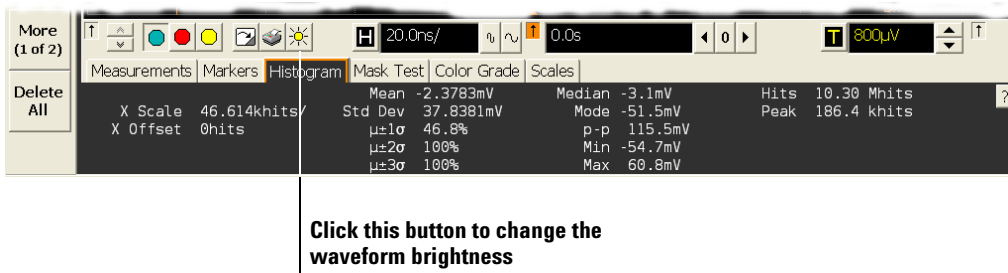 More
(1 of 2)
Delete
All
H 20.0ns/ 0.0s 0 T 800µV
Measurements Markers Histogram Mask Test Color Grade Scales
Mean -2.3783mV Median -3.1mV Hits 10.30 Mhits ?
X Scale 46.614khits/ Std Dev 37.8381mV Mode -51.5mV Peak 186.4 khits
X Offset 0hits µ±1σ 46.8% p-p 115.5mV
µ±2σ 100% Min -54.7mV
µ±3σ 100% Max 60.8mV
Click this button to change the
waveform brightness